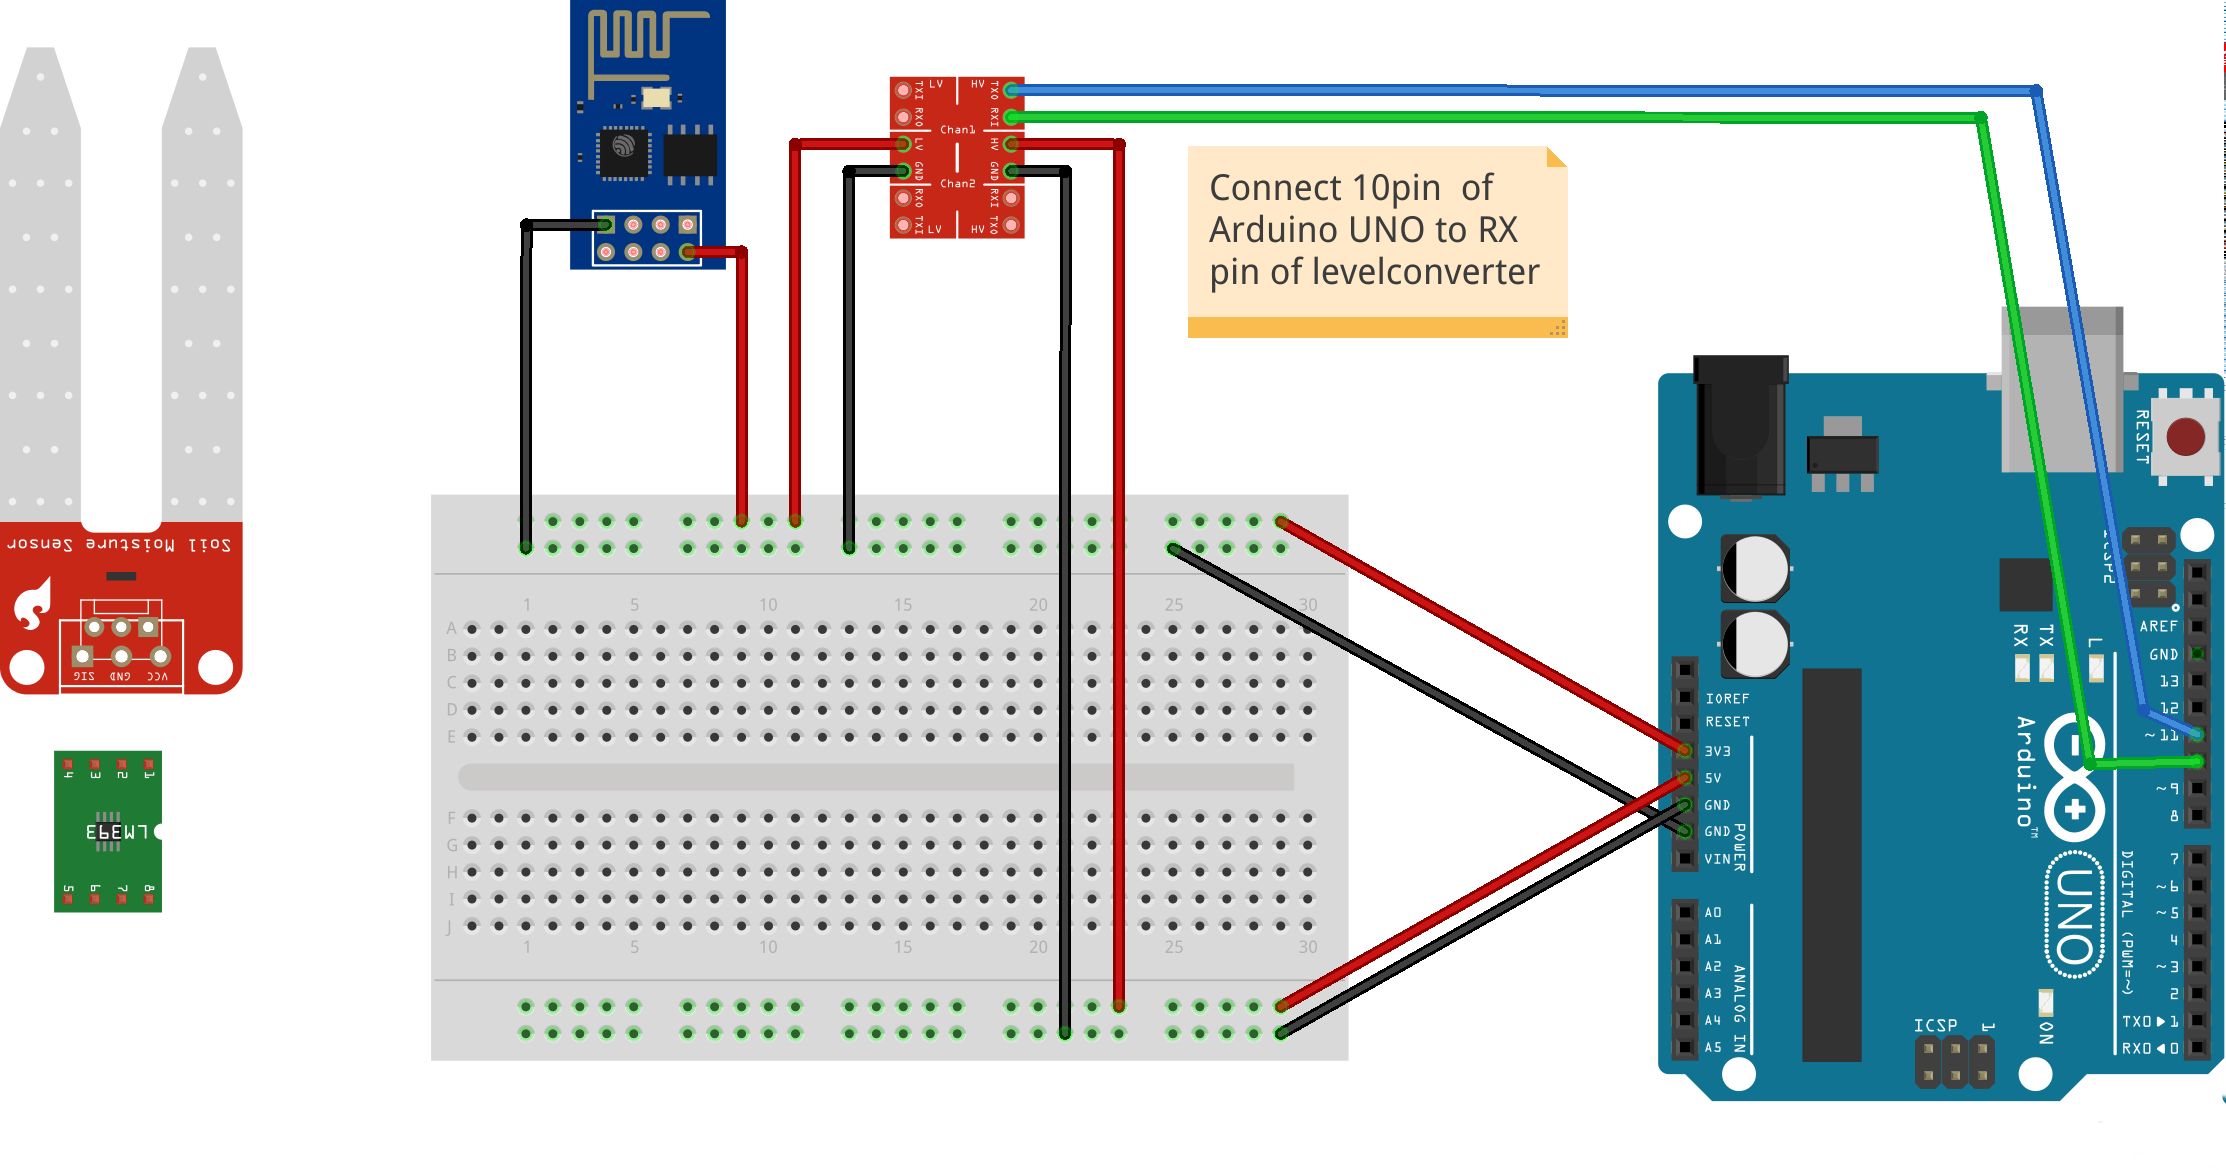 LV
HV
TXI
TXO
RXO
RXI
Chan1
LV
HV
GND
GND
Chan2
RXO
RXI
TXI
TXO
LV
HV
Connect 10pin of
Arduino UNO to RX
pin of levelconverter
Soil Moisture Sensor
SIG GND VCC
4 3 2 1
LM393
5 6 7 8
1 5 10 15 20 25 30
A
B
C
D
E
F
G
H
I
J
1 5 10 15 20 25 30
RESET
ICSP2
IOREF
RESET
3V3
5V
GND
GND
VIN
POWER
A0
A1
A2
A3
A4
A5
ANALOG IN
RX
TX
L
AREF
GND
13
12
~11
~9
8
7
~6
~5
4
~3
2
TX0▶1
RX0◀0
DIGITAL (PWM=~)
Arduino™
UNO
ON
ICSP 1